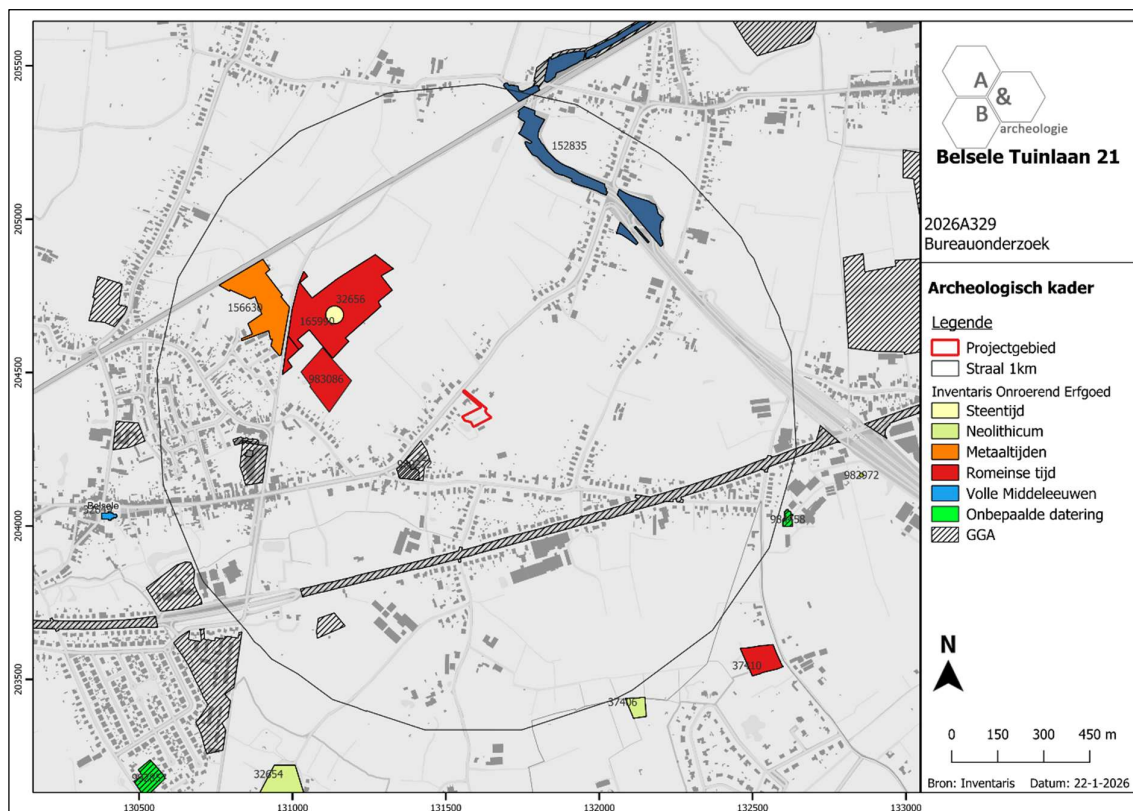 205500
205000
204500
204000
203500
152835
156630
32656
165990
983086
Belsele
982972
37410
37406
32654
130500
131000
131500
132000
132500
133000
A
&
B
archeologie
Belsele Tuinlaan 21
2026A329
Bureauonderzoek
Archeologisch kader
Legende
Projectgebied
Straal 1km
Inventaris Onroerend Erfgoed
Steentijd
Neolithicum
Metaaltijden
Romeinse tijd
Volle Middeleeuwen
Onbepaalde datering
GGA
N
0 150 300 450 m
Bron: Inventaris Datum: 22-1-2026